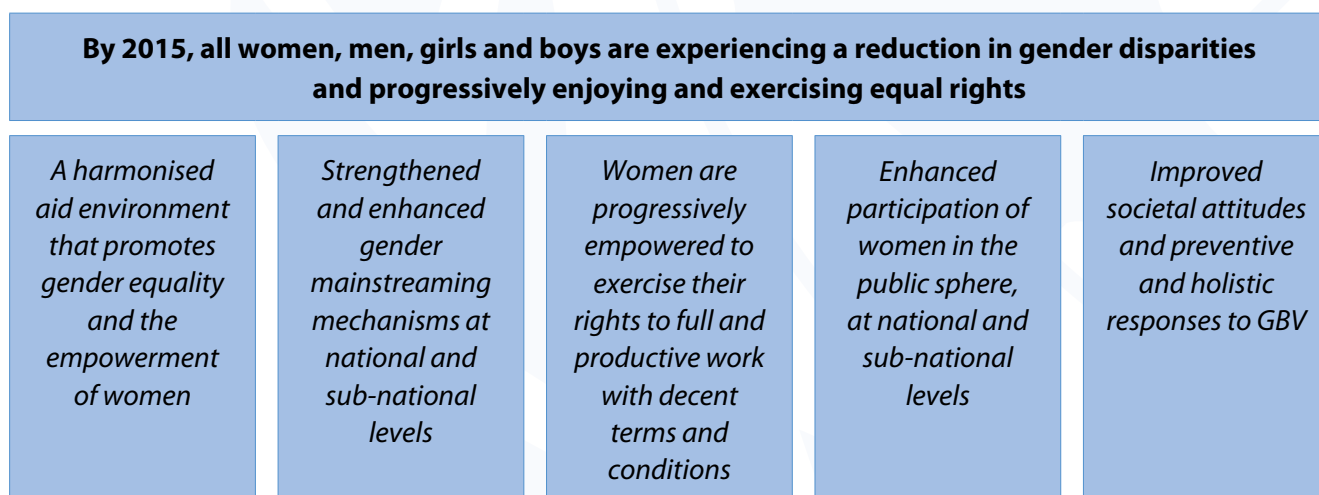 By 2015, all women, men, girls and boys are experiencing a reduction in gender disparities
and progressively enjoying and exercising equal rights
A harmonised
aid environment
that promotes
gender equality
and the
empowerment
of women
Strengthened
and enhanced
gender
mainstreaming
mechanisms at
national and
sub-national
levels
Women are
progressively
empowered to
exercise their
rights to full and
productive work
with decent
terms and
conditions
Enhanced
participation of
women in the
public sphere,
at national and
sub-national
levels
Improved
societal attitudes
and preventive
and holistic
responses to GBV